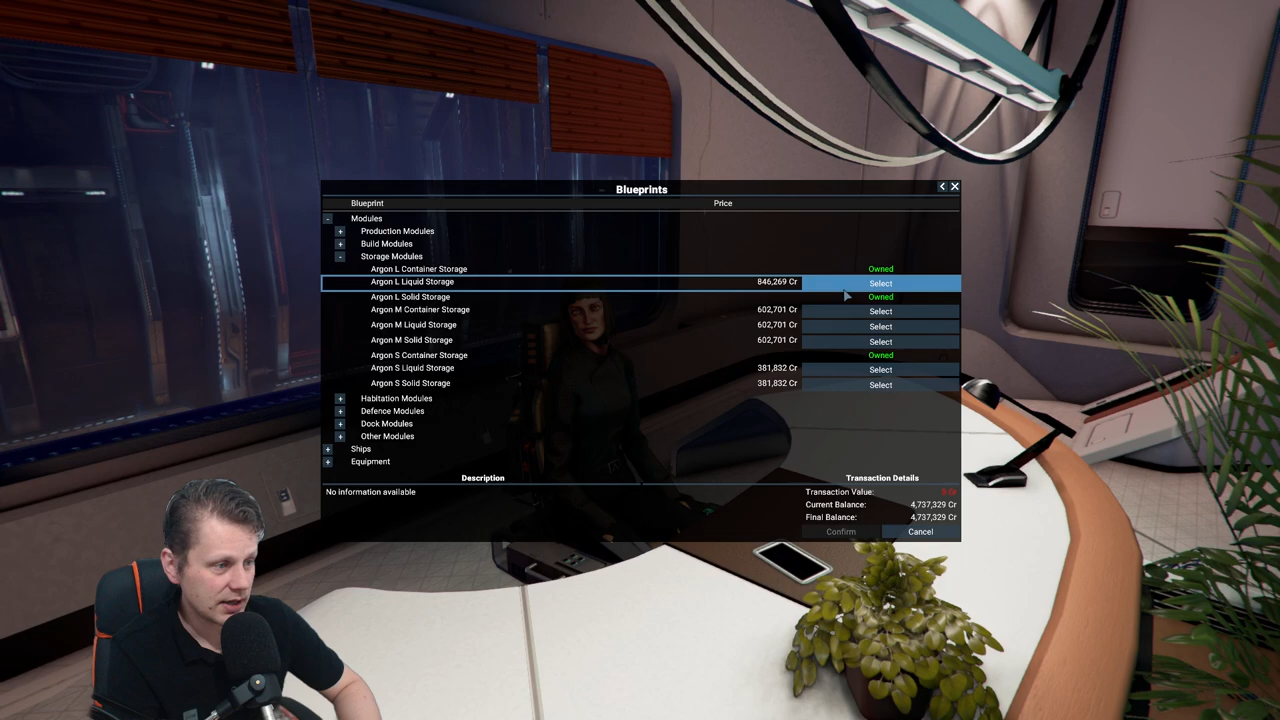 Blueprints
Blueprint Price
- Modules
+ Production Modules
+ Build Modules
- Storage Modules
Argon L Container Storage Owned
Argon L Liquid Storage 846,269 Cr Select
Argon L Solid Storage Owned
Argon M Container Storage 602,701 Cr Select
Argon M Liquid Storage 602,701 Cr Select
Argon M Solid Storage 602,701 Cr Select
Argon S Container Storage Owned
Argon S Liquid Storage 381,832 Cr Select
Argon S Solid Storage 381,832 Cr Select
+ Habitation Modules
+ Defence Modules
+ Dock Modules
+ Other Modules
+ Ships
+ Equipment
Description Transaction Details
No information available Transaction Value: Cr
Current Balance: 4,737,329 Cr
Final Balance: 4,737,329 Cr
Confirm Cancel